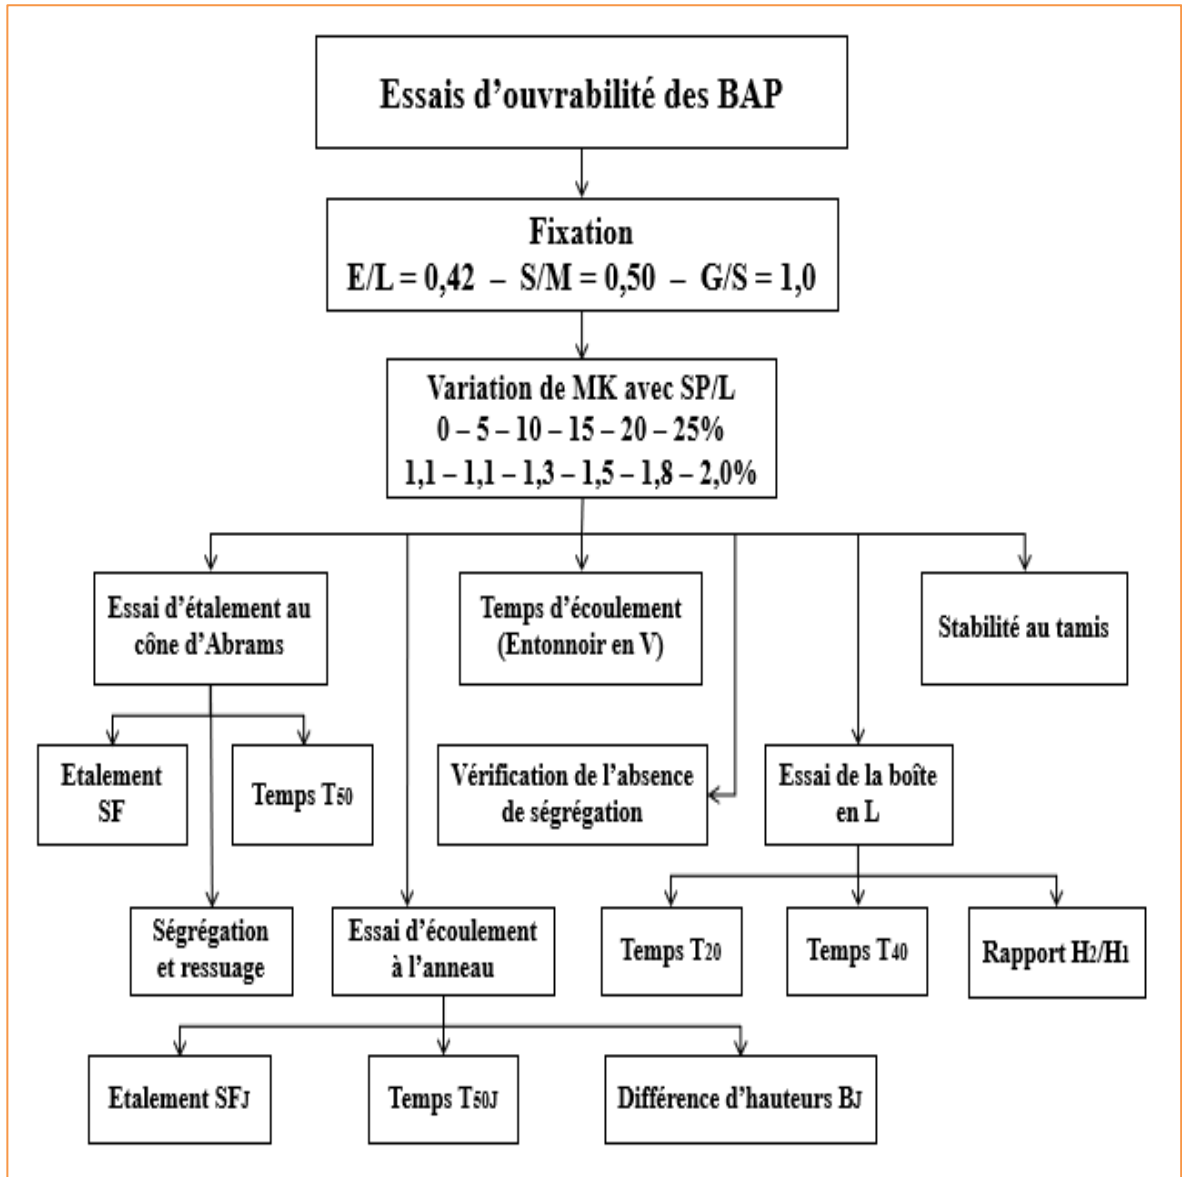 Essais d’ouvrabilité des BAP
Fixation
E/L = 0,42 – S/M = 0,50 – G/S = 1,0
Variation de MK avec SP/L
0 – 5 – 10 – 15 – 20 – 25%
1,1 – 1,1 – 1,3 – 1,5 – 1,8 – 2,0%
Essai d’étalement au
cône d’Abrams
Temps d’écoulement
(Entonnoir en V)
Stabilité au tamis
Etalement
SF
Temps T50
Vérification de l’absence
de ségrégation
Essai de la boîte
en L
Ségrégation
et ressuage
Essai d’écoulement
à l’anneau
Temps T20
Temps T40
Rapport H2/H1
Etalement SFJ
Temps T50J
Différence d’hauteurs BJ